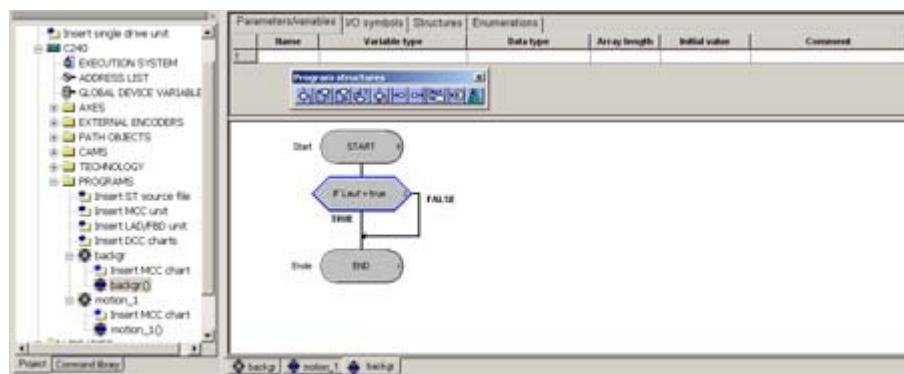 Insert single drive unit
C240
EXECUTION SYSTEM
ADDRESS LIST
GLOBAL DEVICE VARIABLE
AXES
EXTERNAL ENCODERS
PATH OBJECTS
CAMS
TECHNOLOGY
PROGRAMS
Insert ST source file
Insert MCC unit
Insert LAD/FBD unit
Insert DCC charts
backgr
Insert MCC chart
backgr()
motion_1
Insert MCC chart
motion_1()
Project Command library
Parameters/variables I/O symbols Structures Enumerations
Name Variable type Data type Array length Initial value Comment
Program structures
Start START
TRUE
FALSE
Ende END
backgr motion_1 backgr